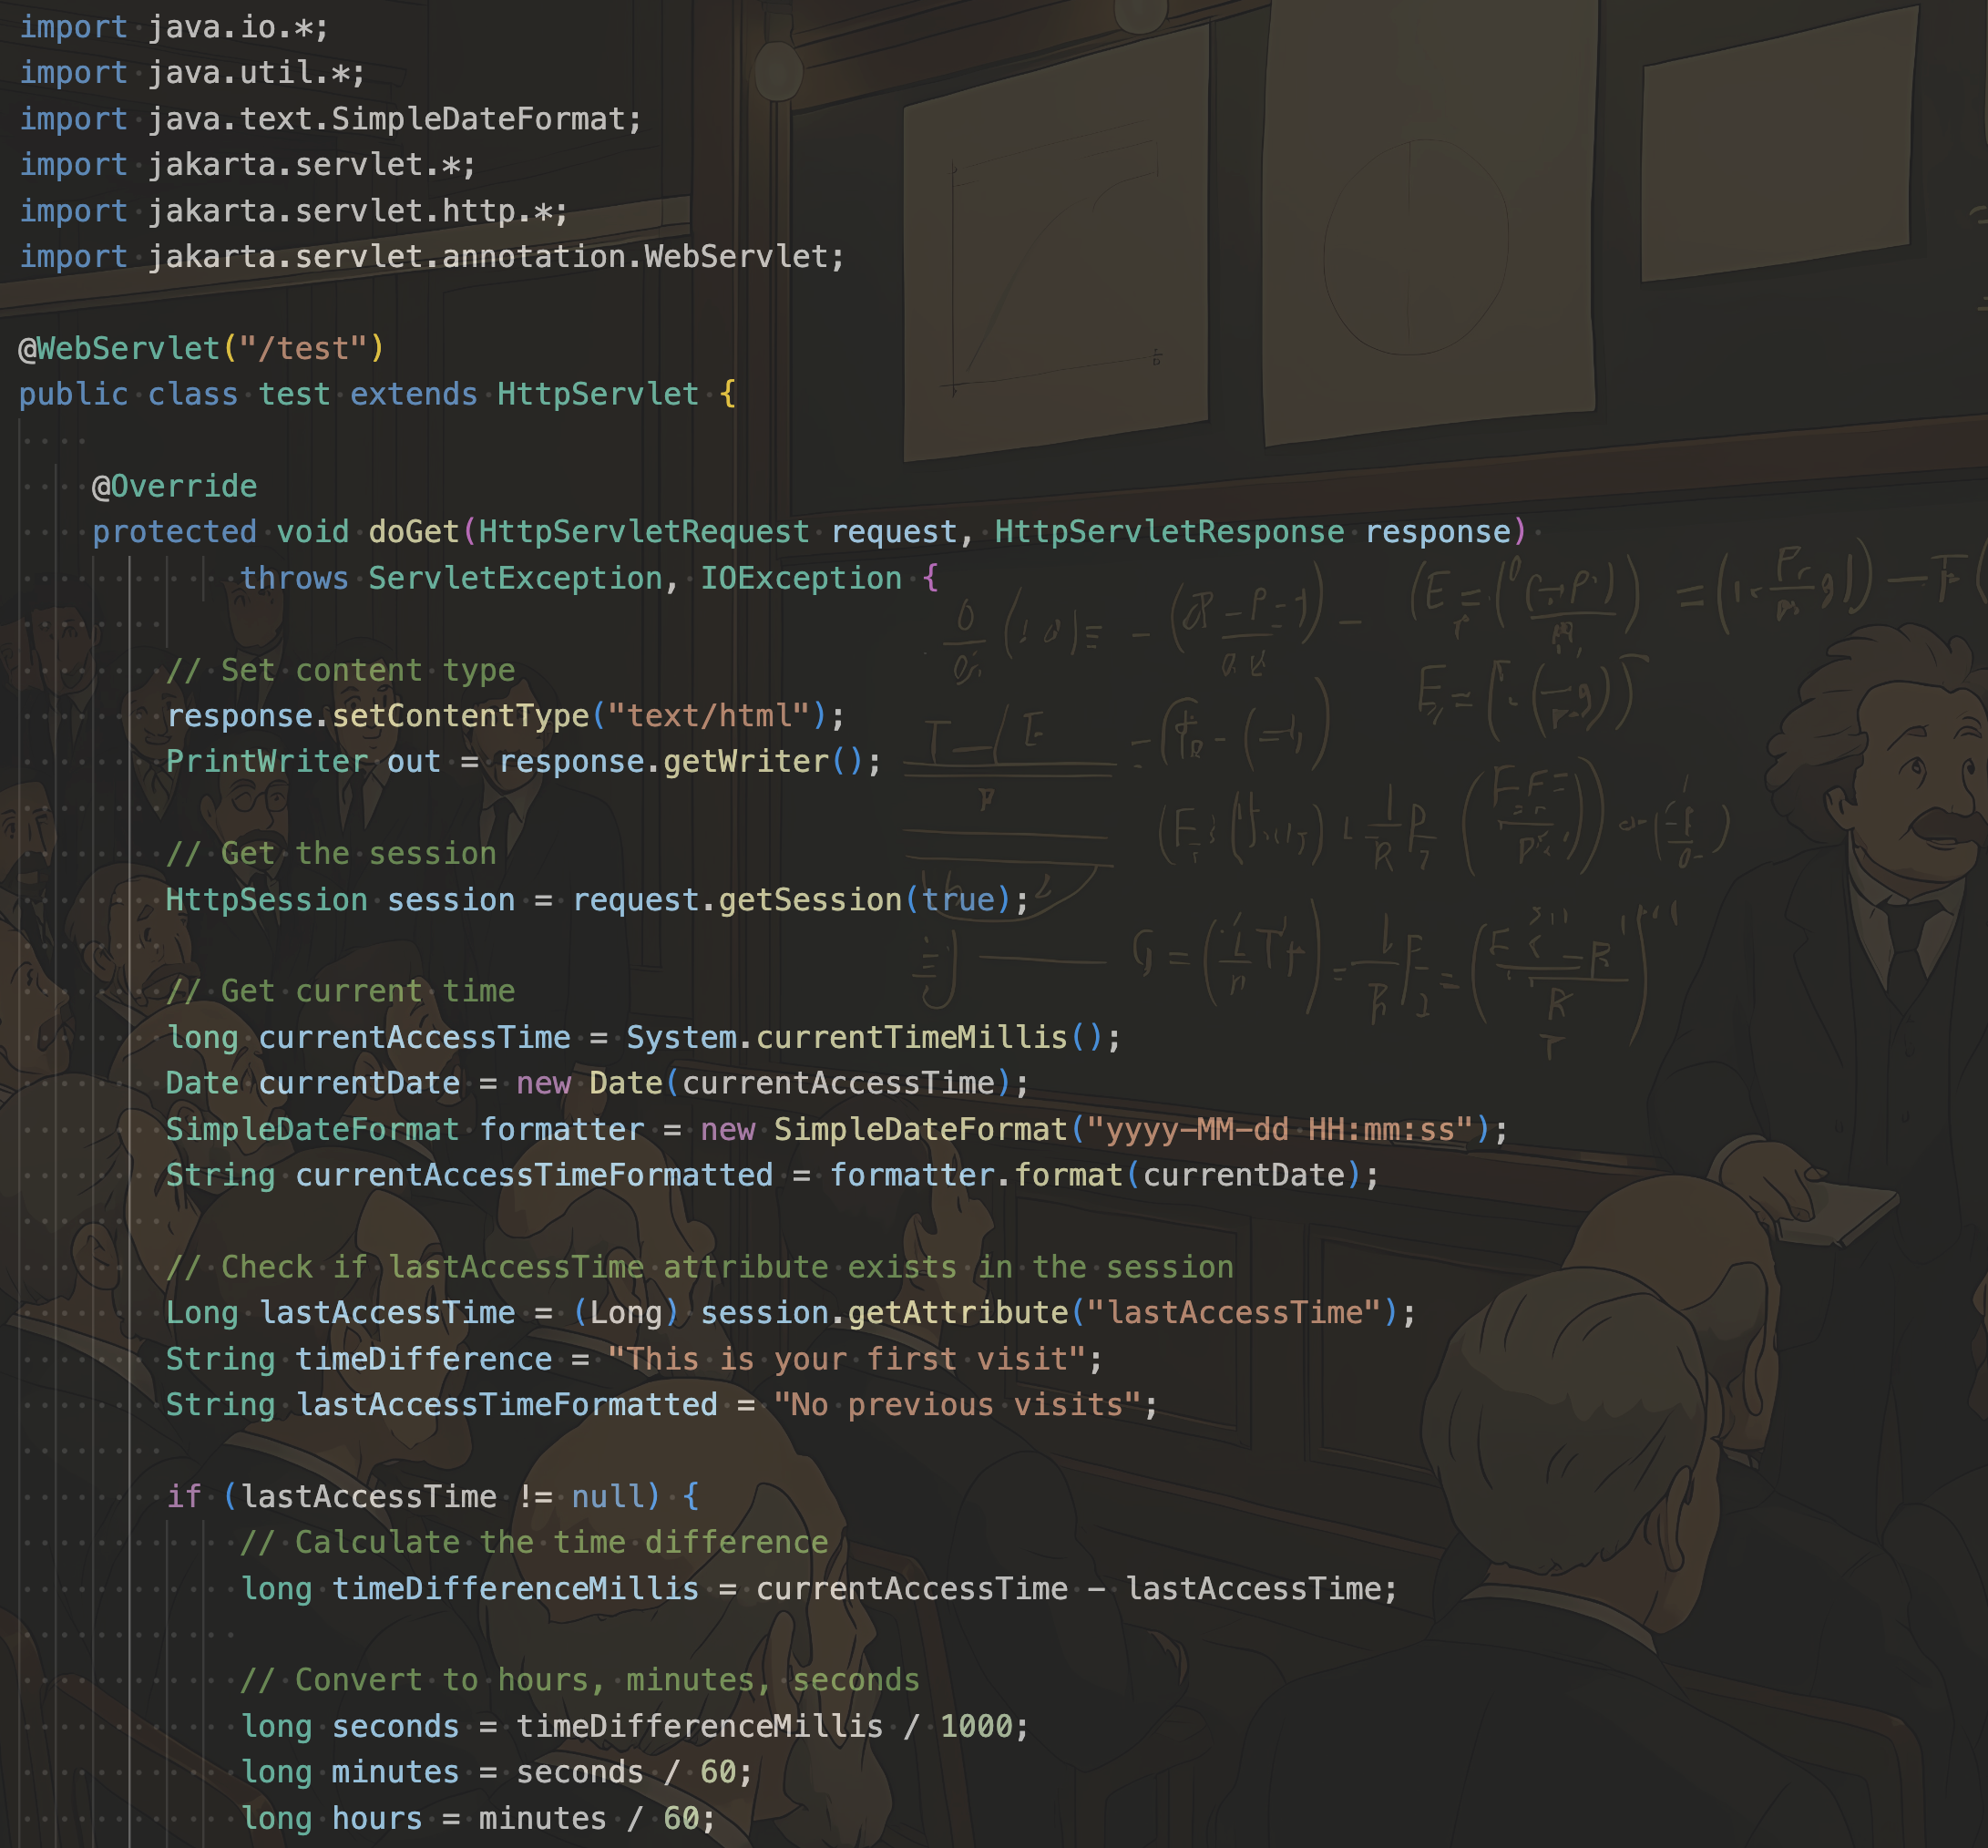 import java.io.*;
import java.util.*;
import java.text.SimpleDateFormat;
import jakarta.servlet.*;
import jakarta.servlet.http.*;
import jakarta.servlet.annotation.WebServlet;
@WebServlet("/test")
public class test extends HttpServlet {
@Override
protected void doGet(HttpServletRequest request, HttpServletResponse response)
throws ServletException, IOException {
// Set content type
response.setContentType("text/html");
PrintWriter out = response.getWriter();
// Get the session
HttpSession session = request.getSession(true);
// Get current time
long currentAccessTime = System.currentTimeMillis();
Date currentDate = new Date(currentAccessTime);
SimpleDateFormat formatter = new SimpleDateFormat("yyyy-MM-dd HH:mm:ss");
String currentAccessTimeFormatted = formatter.format(currentDate);
// Check if lastAccessTime attribute exists in the session
Long lastAccessTime = (Long) session.getAttribute("lastAccessTime");
String timeDifference = "This is your first visit";
String lastAccessTimeFormatted = "No previous visits";
if (lastAccessTime != null) {
// Calculate the time difference
long timeDifferenceMillis = currentAccessTime - lastAccessTime;
// Convert to hours, minutes, seconds
long seconds = timeDifferenceMillis / 1000;
long minutes = seconds / 60;
long hours = minutes / 60;